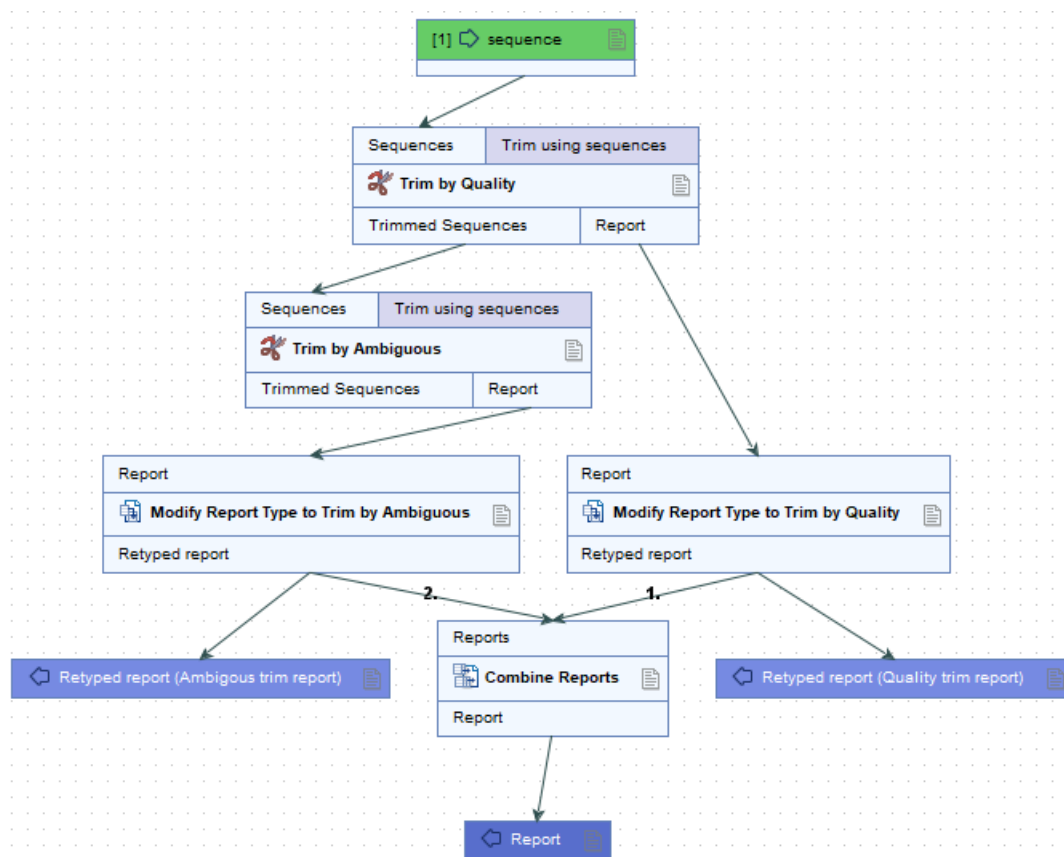 [1] sequence
Sequences Trim using sequences
Trim by Quality
Trimmed Sequences Report
Sequences Trim using sequences
Trim by Ambiguous
Trimmed Sequences Report
Report Report
Modify Report Type to Trim by Ambiguous Modify Report Type to Trim by Quality
Retyped report Retyped report
2. 1.
Reports
Retyped report (Ambigous trim report) Combine Reports Retyped report (Quality trim report)
Report
Report